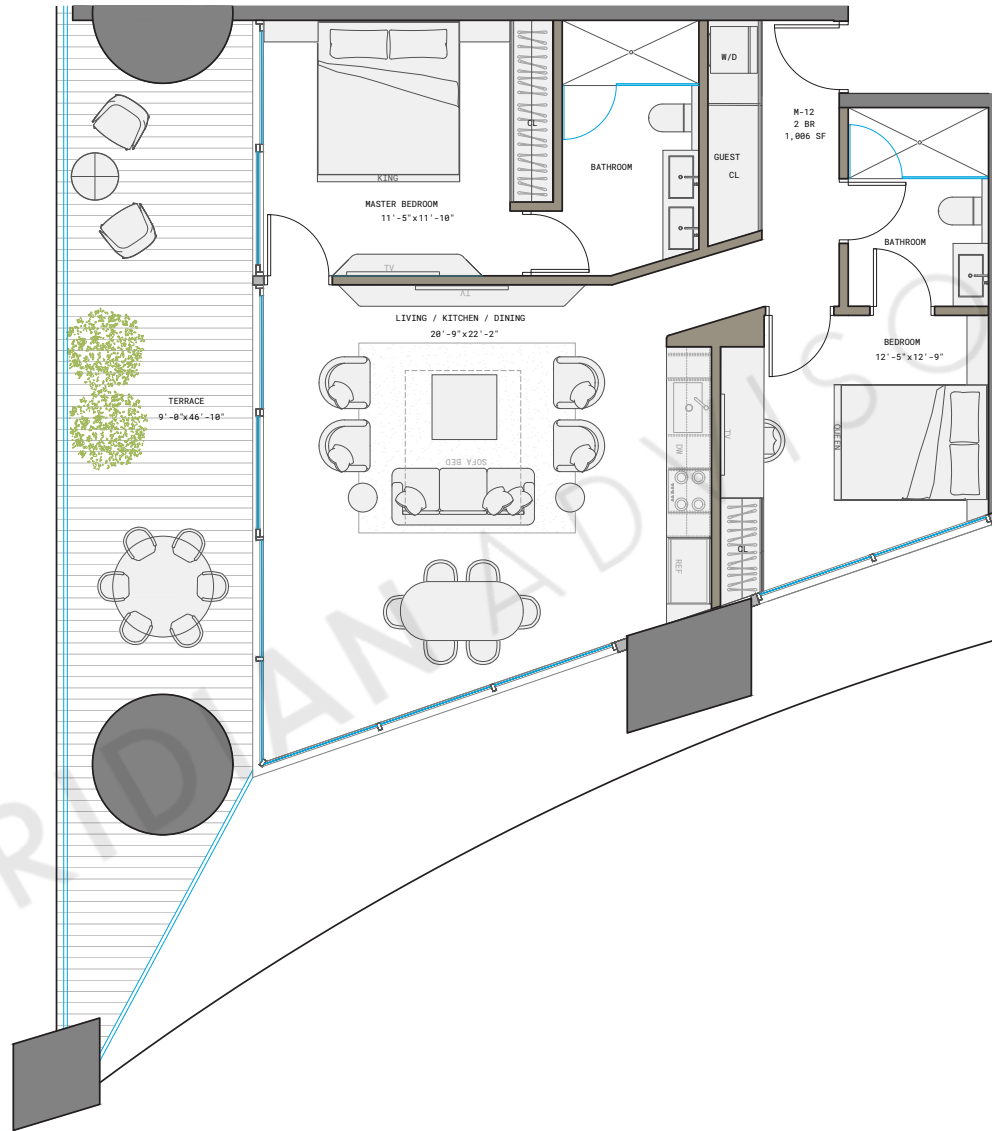 W/D
M-12
2 BR
1,006 SF
CL
BATHROOM
GUEST
CL
KING
MASTER BEDROOM
11'-5"x11'-10"
BATHROOM
TV
TV
LIVING / KITCHEN / DINING
20'-9"x22'-2"
BEDROOM
12'-5"x12'-9"
TERRACE
9'-0"x46'-10"
SOFA BED
DW
TV
QUEEN
CL
REF
RIDIAN ADVISO